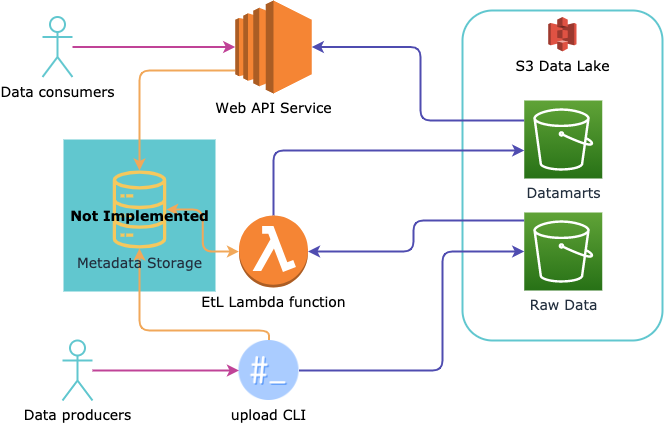 S3 Data Lake
Data consumers
Web API Service
Datamarts
Not Implemented
Metadata Storage
EtL Lambda function
Raw Data
#_
Data producers
upload CLI